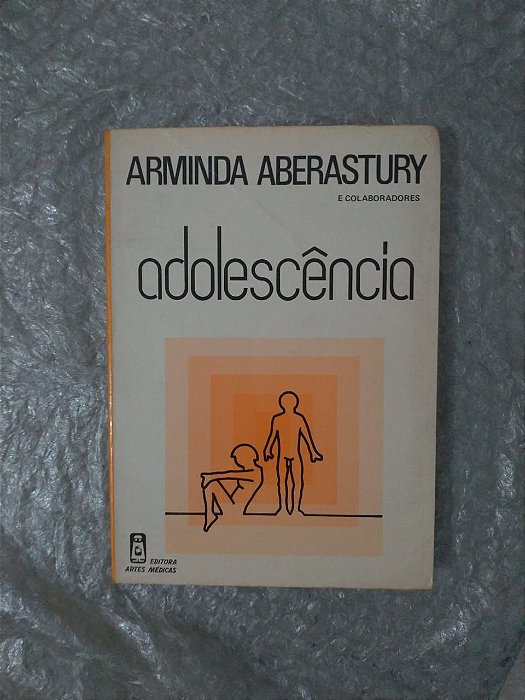 ARMINDA ABERASTURY
E COLABORADORES
adolescência
EDITORA
ARTES MÉDICAS